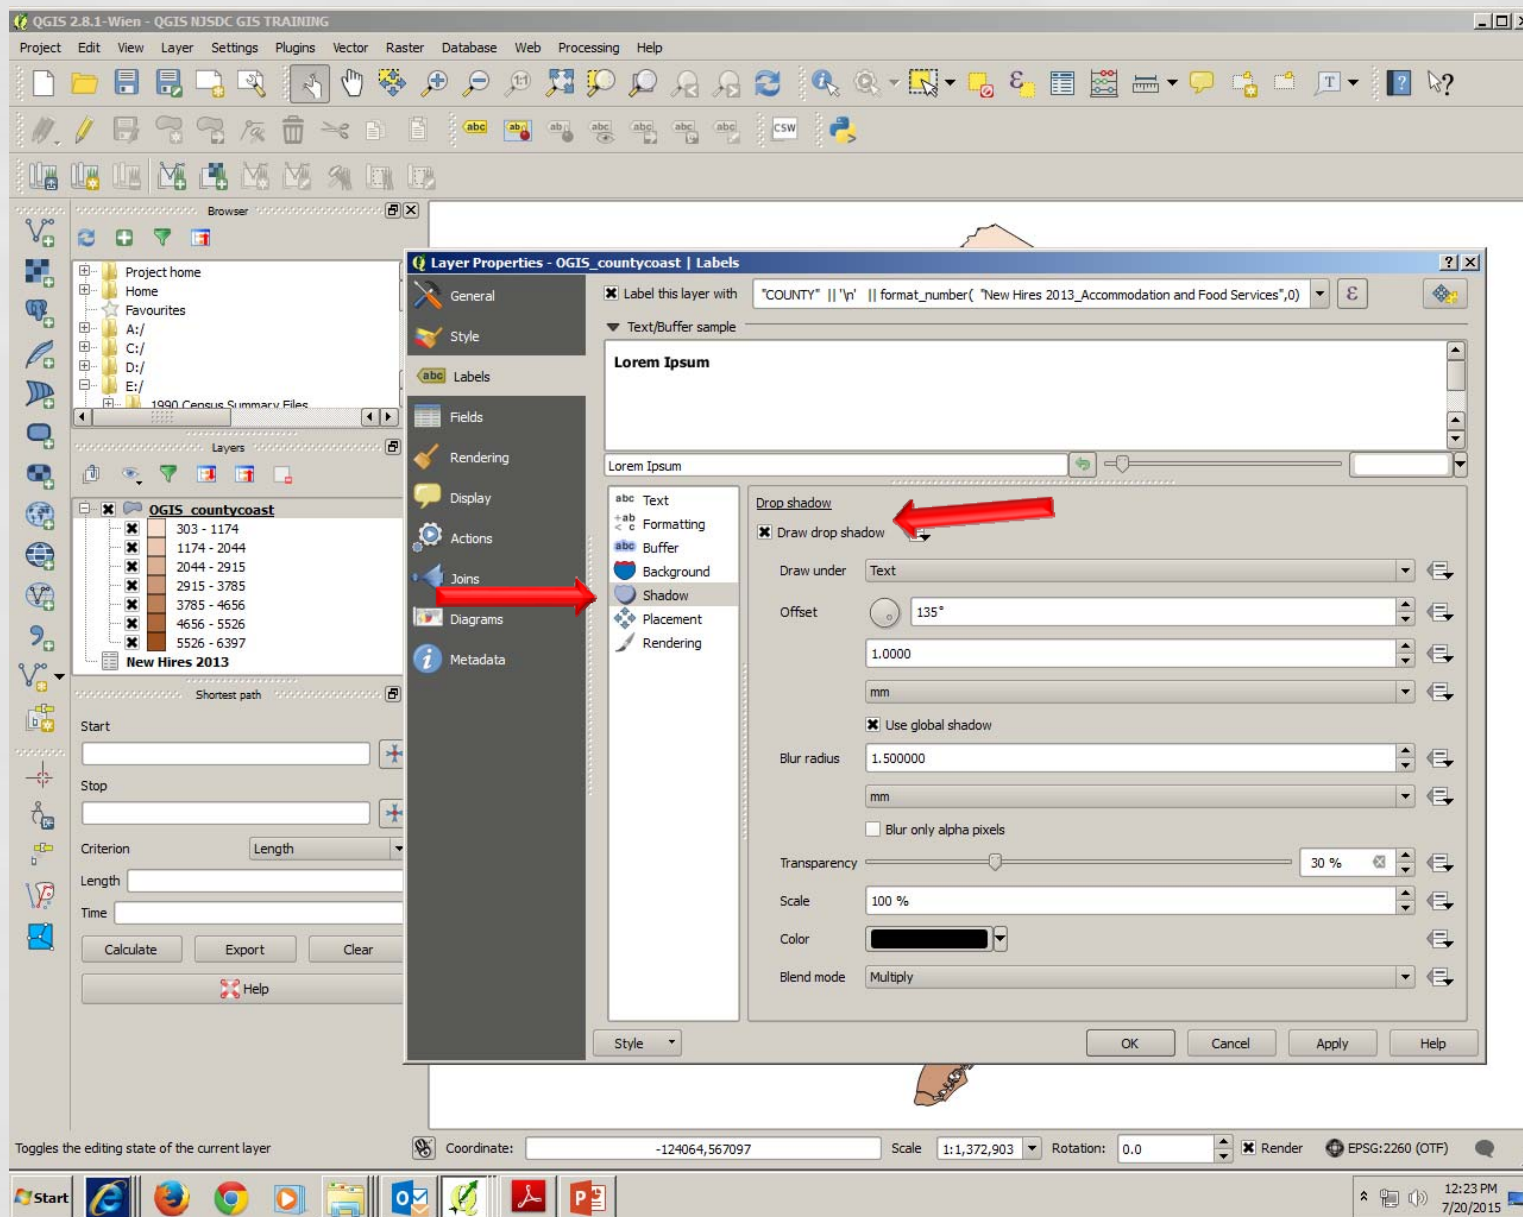 QGIS 2.8.1-Wien - QGIS NJSDC GIS TRAINING
Project Edit View Layer Settings Plugins Vector Raster Database Web Processing Help
Browser
Project home
Home
Favourites
A:/
C:/
D:/
E:/
1990 Census Summary Files
Layers
OGIS_countycoast
303 - 1174
1174 - 2044
2044 - 2915
2915 - 3785
3785 - 4656
4656 - 5526
5526 - 6397
New Hires 2013
Shortest path
Start
Stop
Criterion Length
Length
Time
Calculate Export Clear
Help
Layer Properties - OGIS_countycoast | Labels
General
Style
abc Labels
Fields
Rendering
Display
Actions
Joins
Diagrams
Metadata
Label this layer with "COUNTY" || '\n' || format_number( "New Hires 2013_Accommodation and Food Services",0)
Text/Buffer sample
Lorem Ipsum
Lorem Ipsum
abc Text
+ab < c Formatting
abc Buffer
Background
Shadow
Placement
Rendering
Drop shadow
Draw drop shadow
Draw under Text
Offset 135°
1.0000
mm
Use global shadow
Blur radius 1.500000
mm
Blur only alpha pixels
Transparency 30 %
Scale 100 %
Color
Blend mode Multiply
Style OK Cancel Apply Help
Toggles the editing state of the current layer Coordinate: -124064,567097 Scale 1:1,372,903 Rotation: 0.0 Render EPSG:2260 (OTF)
Start 12:23 PM
7/20/2015